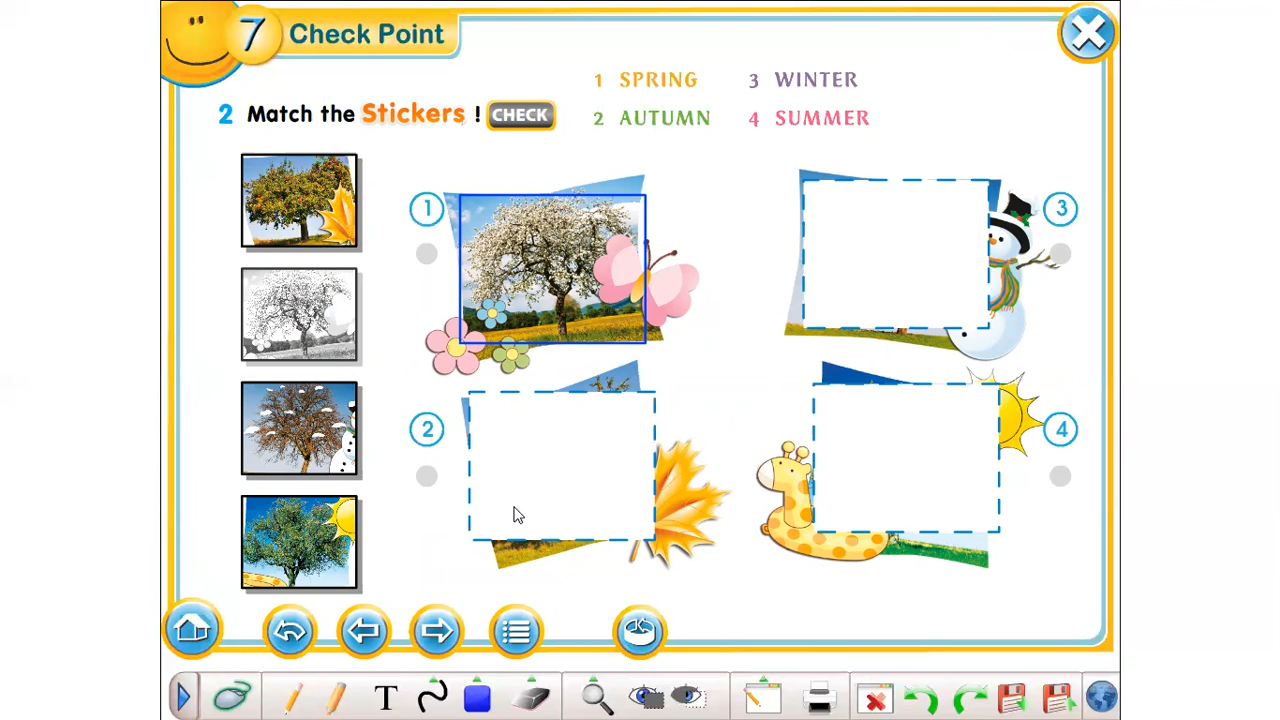 7 Check Point
1 SPRING 3 WINTER
2 Match the Stickers ! CHECK
2 AUTUMN 4 SUMMER
1
3
2
4
T